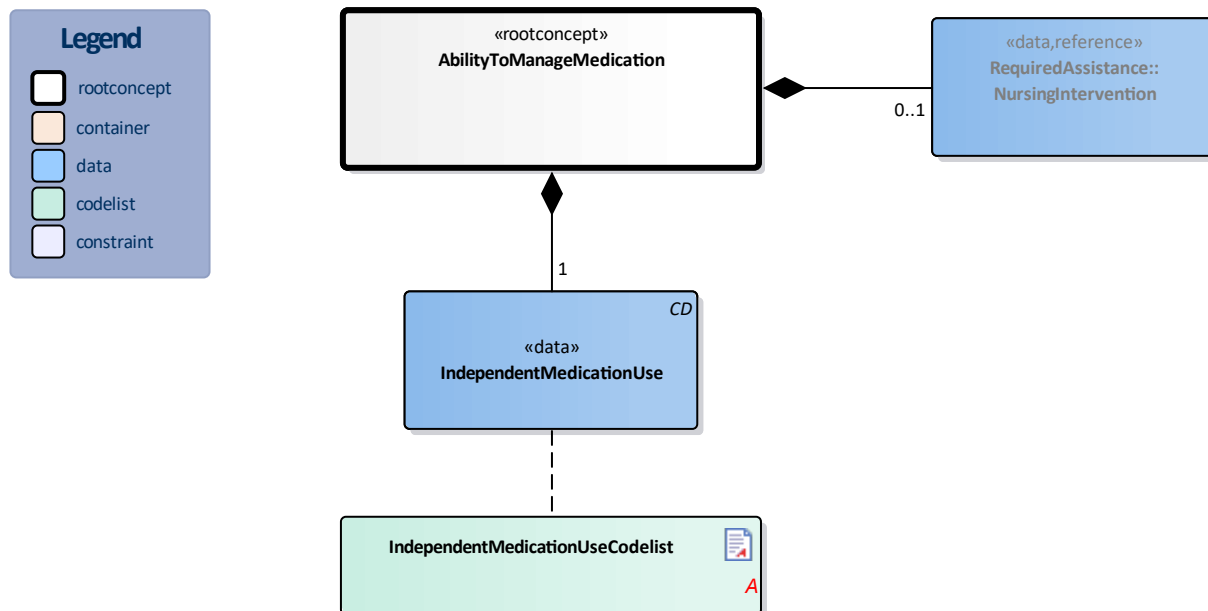 Legend
rootconcept
container
data
codelist
constraint
«rootconcept»
AbilityToManageMedication
«data,reference»
RequiredAssistance::
NursingIntervention
0..1
1
CD
«data»
IndependentMedicationUse
IndependentMedicationUseCodelist
A